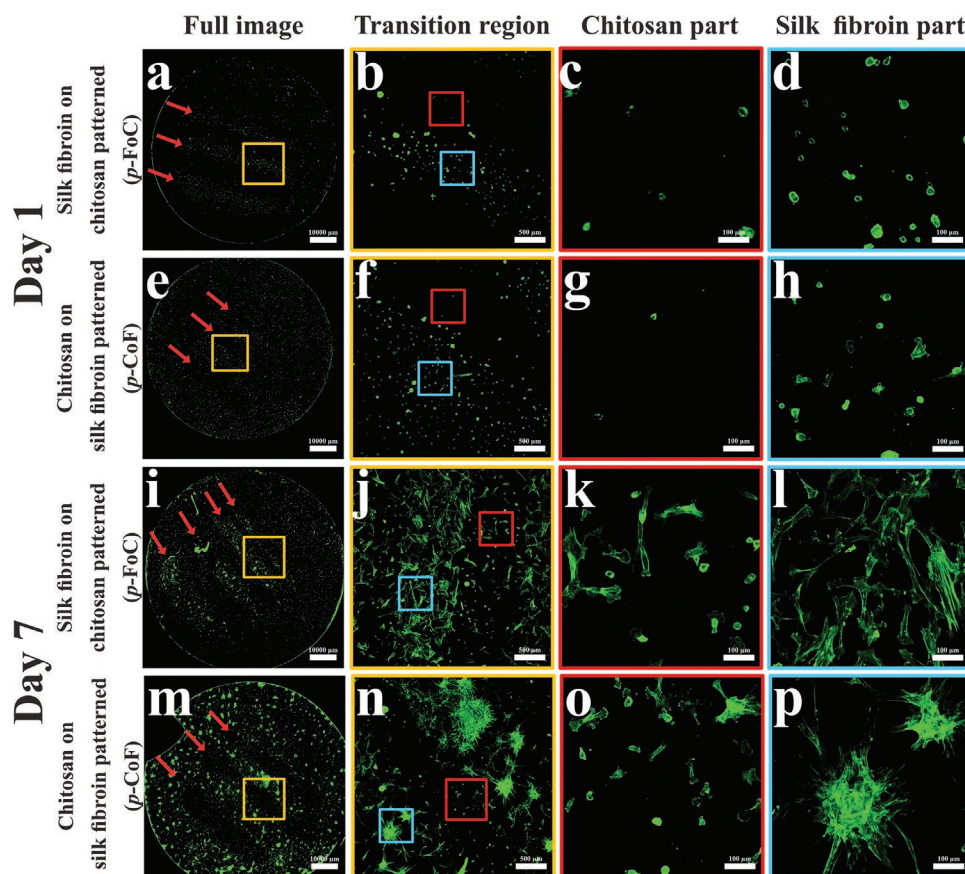 Full image
Transition region
Chitosan part
Silk fibroin part
Day 1
Silk fibroin on
chitosan patterned
(p-FoC)
a
10000 µm
b
500 µm
c
100 µm
d
100 µm
Chitosan on
silk fibroin patterned
(p-CoF)
e
10000 µm
f
500 µm
g
100 µm
h
100 µm
Day 7
Silk fibroin on
chitosan patterned
(p-FoC)
i
10000 µm
j
500 µm
k
100 µm
l
100 µm
Chitosan on
silk fibroin patterned
(p-CoF)
m
10000 µm
n
500 µm
o
100 µm
p
100 µm